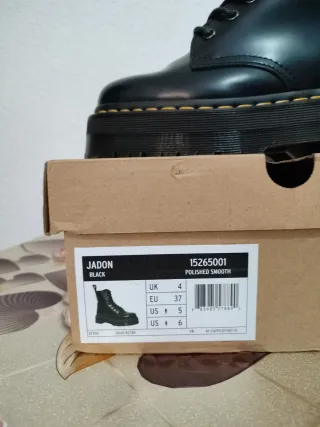 JADON
BLACK
15265001
POLISHED SMOOTH
UK 4
EU 37
US 5
US 6